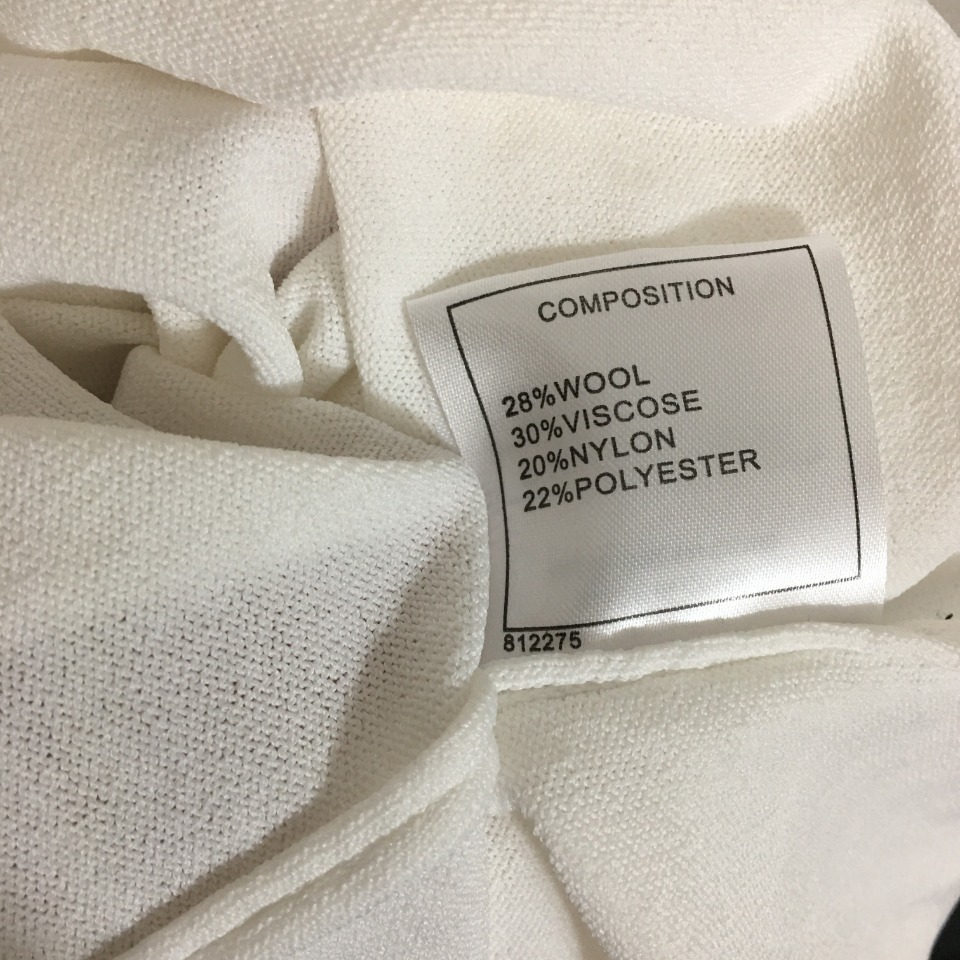 COMPOSITION
28%WOOL
30%VISCOSE
20%NYLON
22%POLYESTER
812275